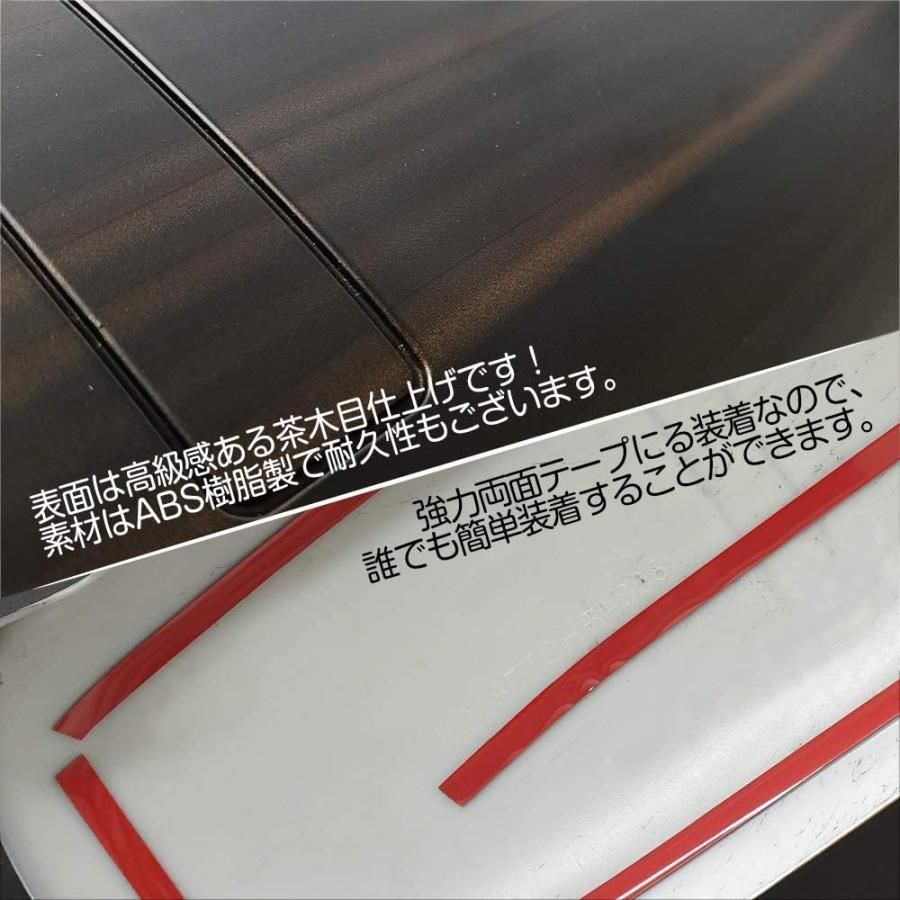 表面は高級感ある茶木目仕上げです！
素材はABS樹脂製で耐久性もございます。
強力両面テープにる装着なので、
誰でも簡単装着することができます。